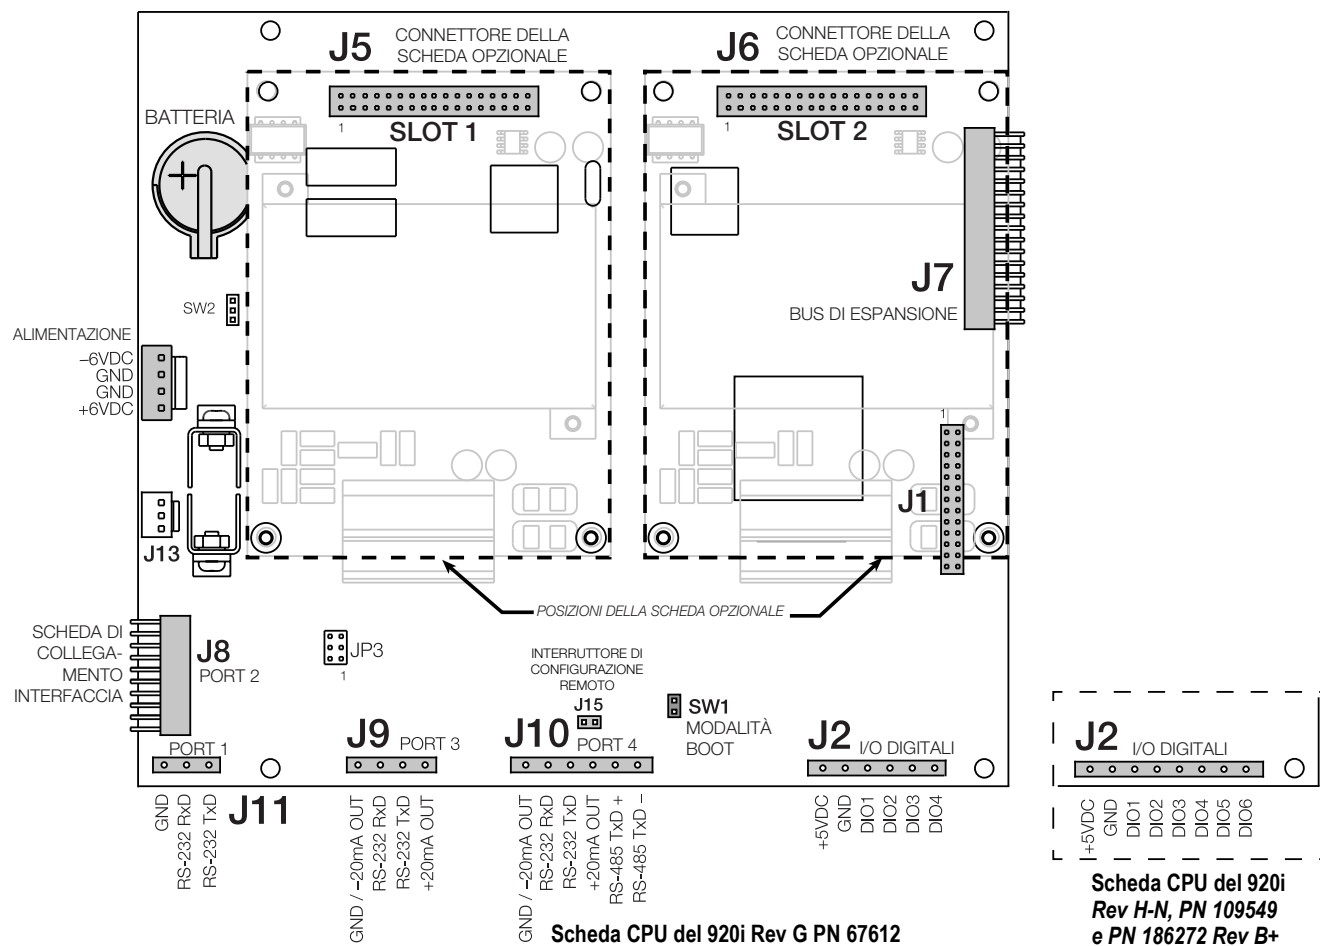 J5
CONNETTORE DELLA
SCHEDA OPZIONALE
J6
CONNETTORE DELLA
SCHEDA OPZIONALE
1
SLOT 1
1
SLOT 2
BATTERIA
+
SW2
J7
BUS DI ESPANSIONE
ALIMENTAZIONE
–6VDC
GND
GND
+6VDC
1
J1
J13
POSIZIONI DELLA SCHEDA OPZIONALE
SCHEDA DI
COLLEGA-
MENTO
INTERFACCIA
J8
PORT 2
JP3
1
INTERRUTTORE DI
CONFIGURAZIONE
REMOTO
J15
SW1
MODALITÀ
BOOT
PORT 1
J9 PORT 3
J10 PORT 4
J2 I/O DIGITALI
J2 I/O DIGITALI
J11
GND
RS-232 RxD
RS-232 TxD
GND / –20mA OUT
RS-232 RxD
RS-232 TxD
+20mA OUT
GND / –20mA OUT
RS-232 RxD
RS-232 TxD
+20mA OUT
RS-485 TxD +
RS-485 TxD –
+5VDC
GND
DIO1
DIO2
DIO3
DIO4
+5VDC
GND
DIO1
DIO2
DIO3
DIO4
DIO5
DIO6
Scheda CPU del 920i Rev G PN 67612
Scheda CPU del 920i
Rev H-N, PN 109549
e PN 186272 Rev B+